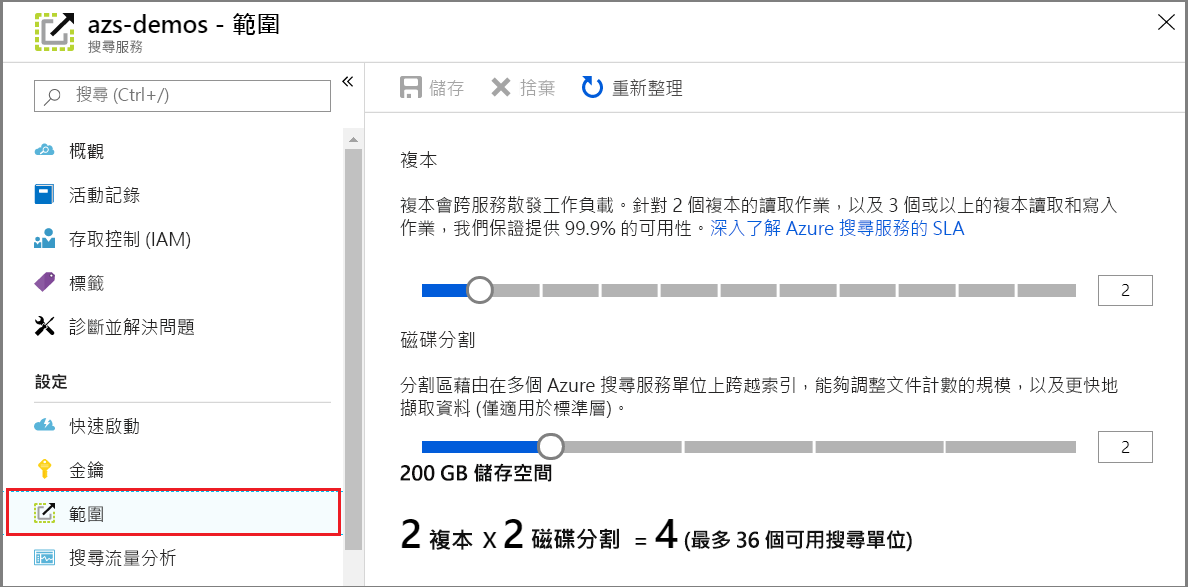 azs-demos - 範圍
搜尋服務
搜尋 (Ctrl+/)
概觀
活動記錄
存取控制 (IAM)
標籤
診斷並解決問題
設定
快速啟動
金鑰
範圍
搜尋流量分析
儲存 捨棄 重新整理
複本
複本會跨服務散發工作負載。針對 2 個複本的讀取作業，以及 3 個或以上的複本讀取和寫入
作業，我們保證提供 99.9% 的可用性。深入了解 Azure 搜尋服務的 SLA
2
磁碟分割
分割區藉由在多個 Azure 搜尋服務單位上跨越索引，能夠調整文件計數的規模，以及更快地
擷取資料 (僅適用於標準層)。
2
200 GB 儲存空間
2 複本 X 2 磁碟分割 = 4 (最多 36 個可用搜尋單位)